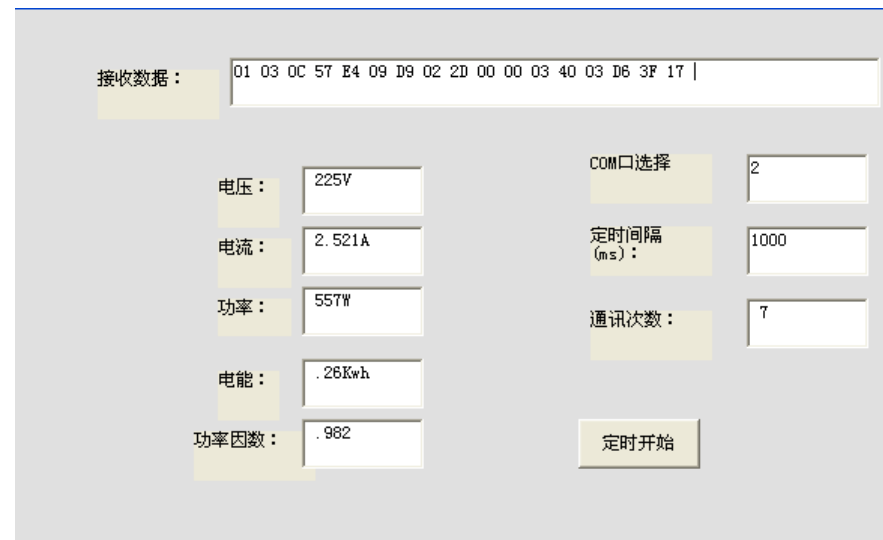 接收数据：
01 03 0C 57 E4 09 D9 02 2D 00 00 03 40 03 D6 3F 17
电压：
225V
COM口选择
2
电流：
2.521A
定时间隔
(ms)：
1000
功率：
557W
通讯次数：
7
电能：
.26Kwh
功率因数：
.982
定时开始